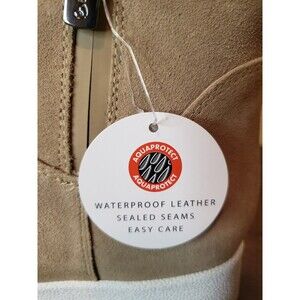 AQUAPROTECT
AQUAPROTECT
WATERPROOF LEATHER
SEALED SEAMS
EASY CARE